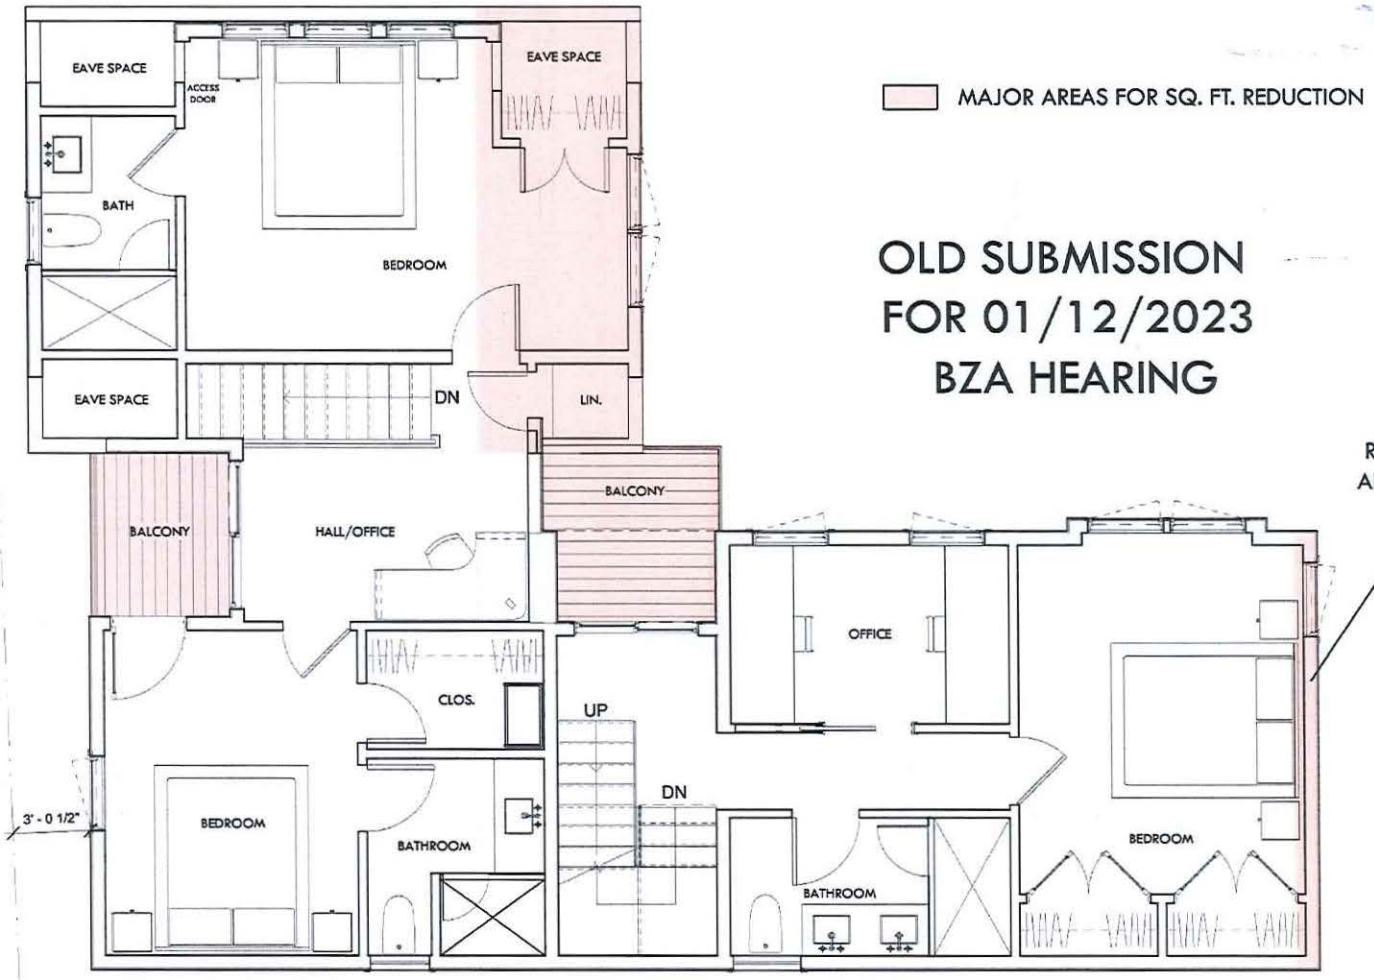 EAVE SPACE
EAVE SPACE
ACCESS
DOOR
MAJOR AREAS FOR SQ. FT. REDUCTION
BATH
BEDROOM
OLD SUBMISSION
FOR 01/12/2023
BZA HEARING
EAVE SPACE
DN
LIN.
R
A
BALCONY
BALCONY
HALL/OFFICE
OFFICE
CLOS.
UP
DN
3' - 0 1/2"
BEDROOM
BATHROOM
BEDROOM
BATHROOM